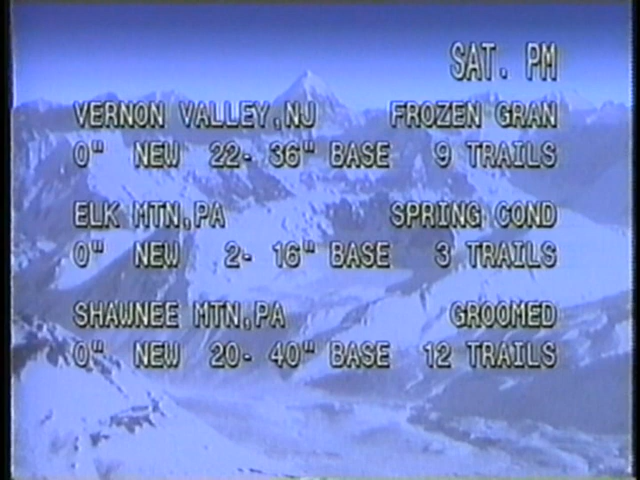 SAT. PM
VERNON VALLEY,NJ FROZEN GRAN
0" NEW 22- 36" BASE 9 TRAILS
ELK MTN,PA SPRING COND
0" NEW 2- 16" BASE 3 TRAILS
SHAWNEE MTN,PA GROOMED
0" NEW 20- 40" BASE 12 TRAILS